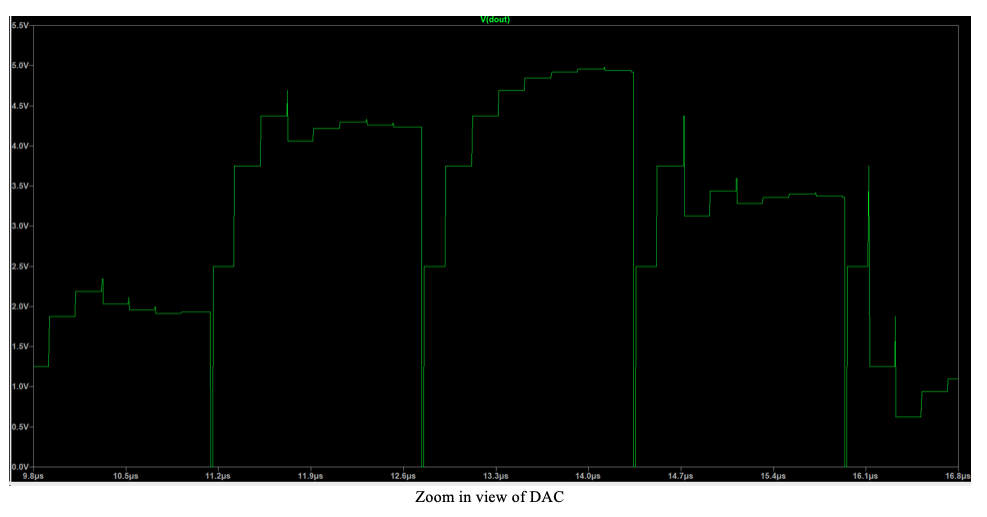 V(dout)
5.5V
5.0V
4.5V
4.0V
3.5V
3.0V
2.5V
2.0V
1.5V
1.0V
0.5V
0.0V
9.8µs 10.5µs 11.2µs 11.9µs 12.6µs 13.3µs 14.0µs 14.7µs 15.4µs 16.1µs 16.8µs
Zoom in view of DAC